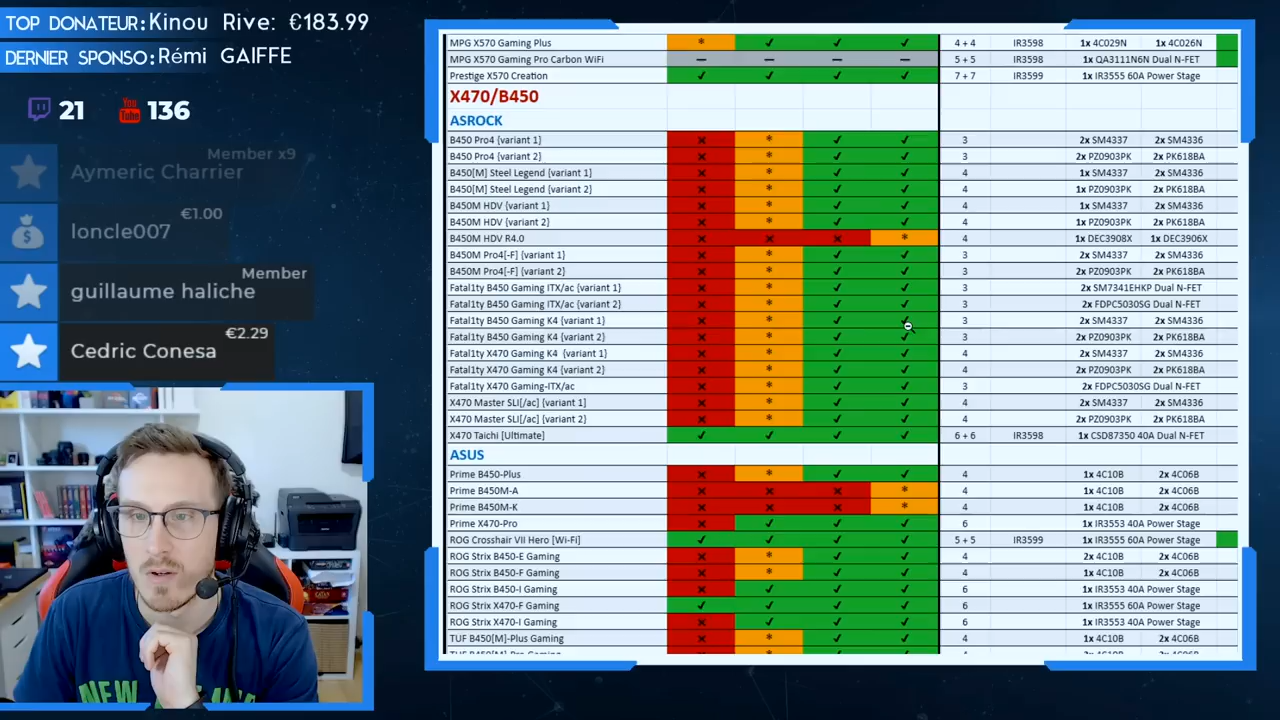 TOP DONATEUR:Kinou Rive: €183.99
DERNIER SPONSO:Rémi GAIFFE
21 You Tube 136
Member x9
Aymeric Charrier
€1.00
loncle007
Member
guillaume haliche
€2.29
Cedric Conesa
MPG X570 Gaming Plus * ✓ ✓ ✓ 4 + 4 IR3598 1x 4C029N 1x 4C026N
MPG X570 Gaming Pro Carbon WiFi — — — — 5 + 5 IR3598 1x QA3111N6N Dual N-FET
Prestige X570 Creation ✓ ✓ ✓ ✓ 7 + 7 IR3599 1x IR3555 60A Power Stage
X470/B450
ASROCK
B450 Pro4 {variant 1} × * ✓ ✓ 3 2x SM4337 2x SM4336
B450 Pro4 {variant 2} × * ✓ ✓ 3 2x PZ0903PK 2x PK618BA
B450[M] Steel Legend {variant 1} × * ✓ ✓ 4 1x SM4337 2x SM4336
B450[M] Steel Legend {variant 2} × * ✓ ✓ 4 1x PZ0903PK 2x PK618BA
B450M HDV {variant 1} × * ✓ ✓ 4 1x SM4337 2x SM4336
B450M HDV {variant 2} × * ✓ ✓ 4 1x PZ0903PK 2x PK618BA
B450M HDV R4.0 × × × * 4 1x DEC3908X 1x DEC3906X
B450M Pro4[-F] {variant 1} × * ✓ ✓ 3 2x SM4337 2x SM4336
B450M Pro4[-F] {variant 2} × * ✓ ✓ 3 2x PZ0903PK 2x PK618BA
Fatal1ty B450 Gaming ITX/ac {variant 1} × * ✓ ✓ 3 2x SM7341EHKP Dual N-FET
Fatal1ty B450 Gaming ITX/ac {variant 2} × * ✓ ✓ 3 2x FDPC5030SG Dual N-FET
Fatal1ty B450 Gaming K4 {variant 1} × * ✓ ✓ 3 2x SM4337 2x SM4336
Fatal1ty B450 Gaming K4 {variant 2} × * ✓ ✓ 3 2x PZ0903PK 2x PK618BA
Fatal1ty X470 Gaming K4 {variant 1} × * ✓ ✓ 4 2x SM4337 2x SM4336
Fatal1ty X470 Gaming K4 {variant 2} × * ✓ ✓ 4 2x PZ0903PK 2x PK618BA
Fatal1ty X470 Gaming-ITX/ac × * ✓ ✓ 3 2x FDPC5030SG Dual N-FET
X470 Master SLI[/ac] {variant 1} × * ✓ ✓ 4 2x SM4337 2x SM4336
X470 Master SLI[/ac] {variant 2} × * ✓ ✓ 4 2x PZ0903PK 2x PK618BA
X470 Taichi [Ultimate] ✓ ✓ ✓ ✓ 6 + 6 IR3598 1x CSD87350 40A Dual N-FET
ASUS
Prime B450-Plus × * ✓ ✓ 4 1x 4C10B 2x 4C06B
Prime B450M-A × × × * 4 1x 4C10B 2x 4C06B
Prime B450M-K × × × * 4 1x 4C10B 2x 4C06B
Prime X470-Pro × ✓ ✓ ✓ 6 1x IR3553 40A Power Stage
ROG Crosshair VII Hero [Wi-Fi] ✓ ✓ ✓ ✓ 5 + 5 IR3599 1x IR3555 60A Power Stage
ROG Strix B450-E Gaming × * ✓ ✓ 4 2x 4C10B 2x 4C06B
ROG Strix B450-F Gaming × * ✓ ✓ 4 1x 4C10B 2x 4C06B
ROG Strix B450-I Gaming × ✓ ✓ ✓ 6 1x IR3553 40A Power Stage
ROG Strix X470-F Gaming ✓ ✓ ✓ ✓ 6 1x IR3555 60A Power Stage
ROG Strix X470-I Gaming × ✓ ✓ ✓ 6 1x IR3553 40A Power Stage
TUF B450[M]-Plus Gaming × * ✓ ✓ 4 1x 4C10B 2x 4C06B
TUF B450[M]-Pro Gaming × * ✓ ✓ 4 1x 4C10B 2x 4C06B
NEW